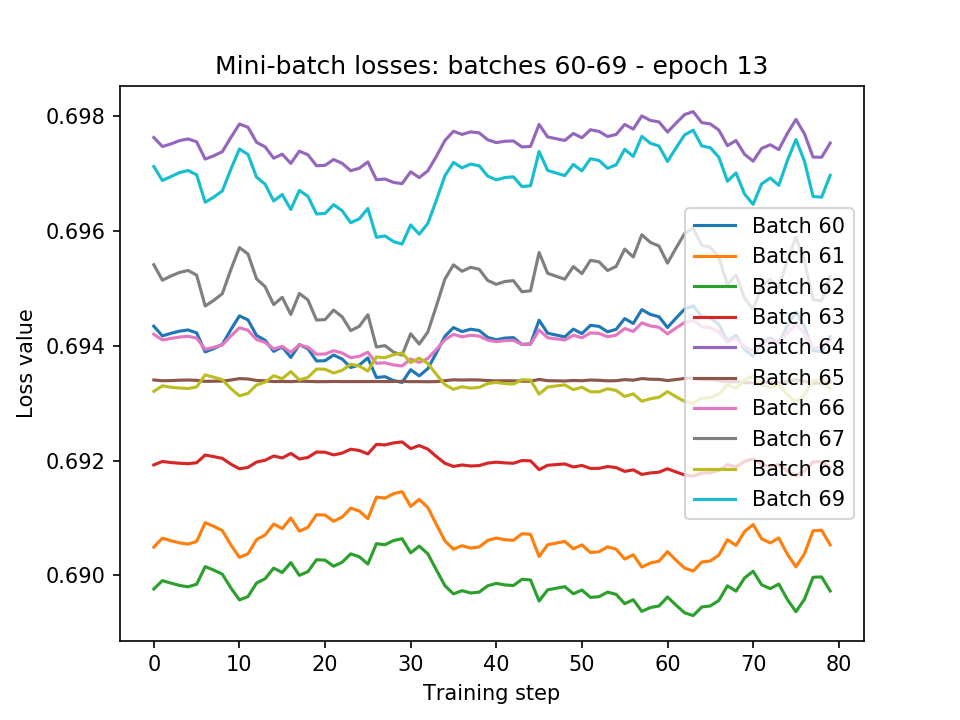 Mini-batch losses: batches 60-69 - epoch 13
Loss value
0.698
0.696
0.694
0.692
0.690
Batch 60
Batch 61
Batch 62
Batch 63
Batch 64
Batch 65
Batch 66
Batch 67
Batch 68
Batch 69
0 10 20 30 40 50 60 70 80
Training step